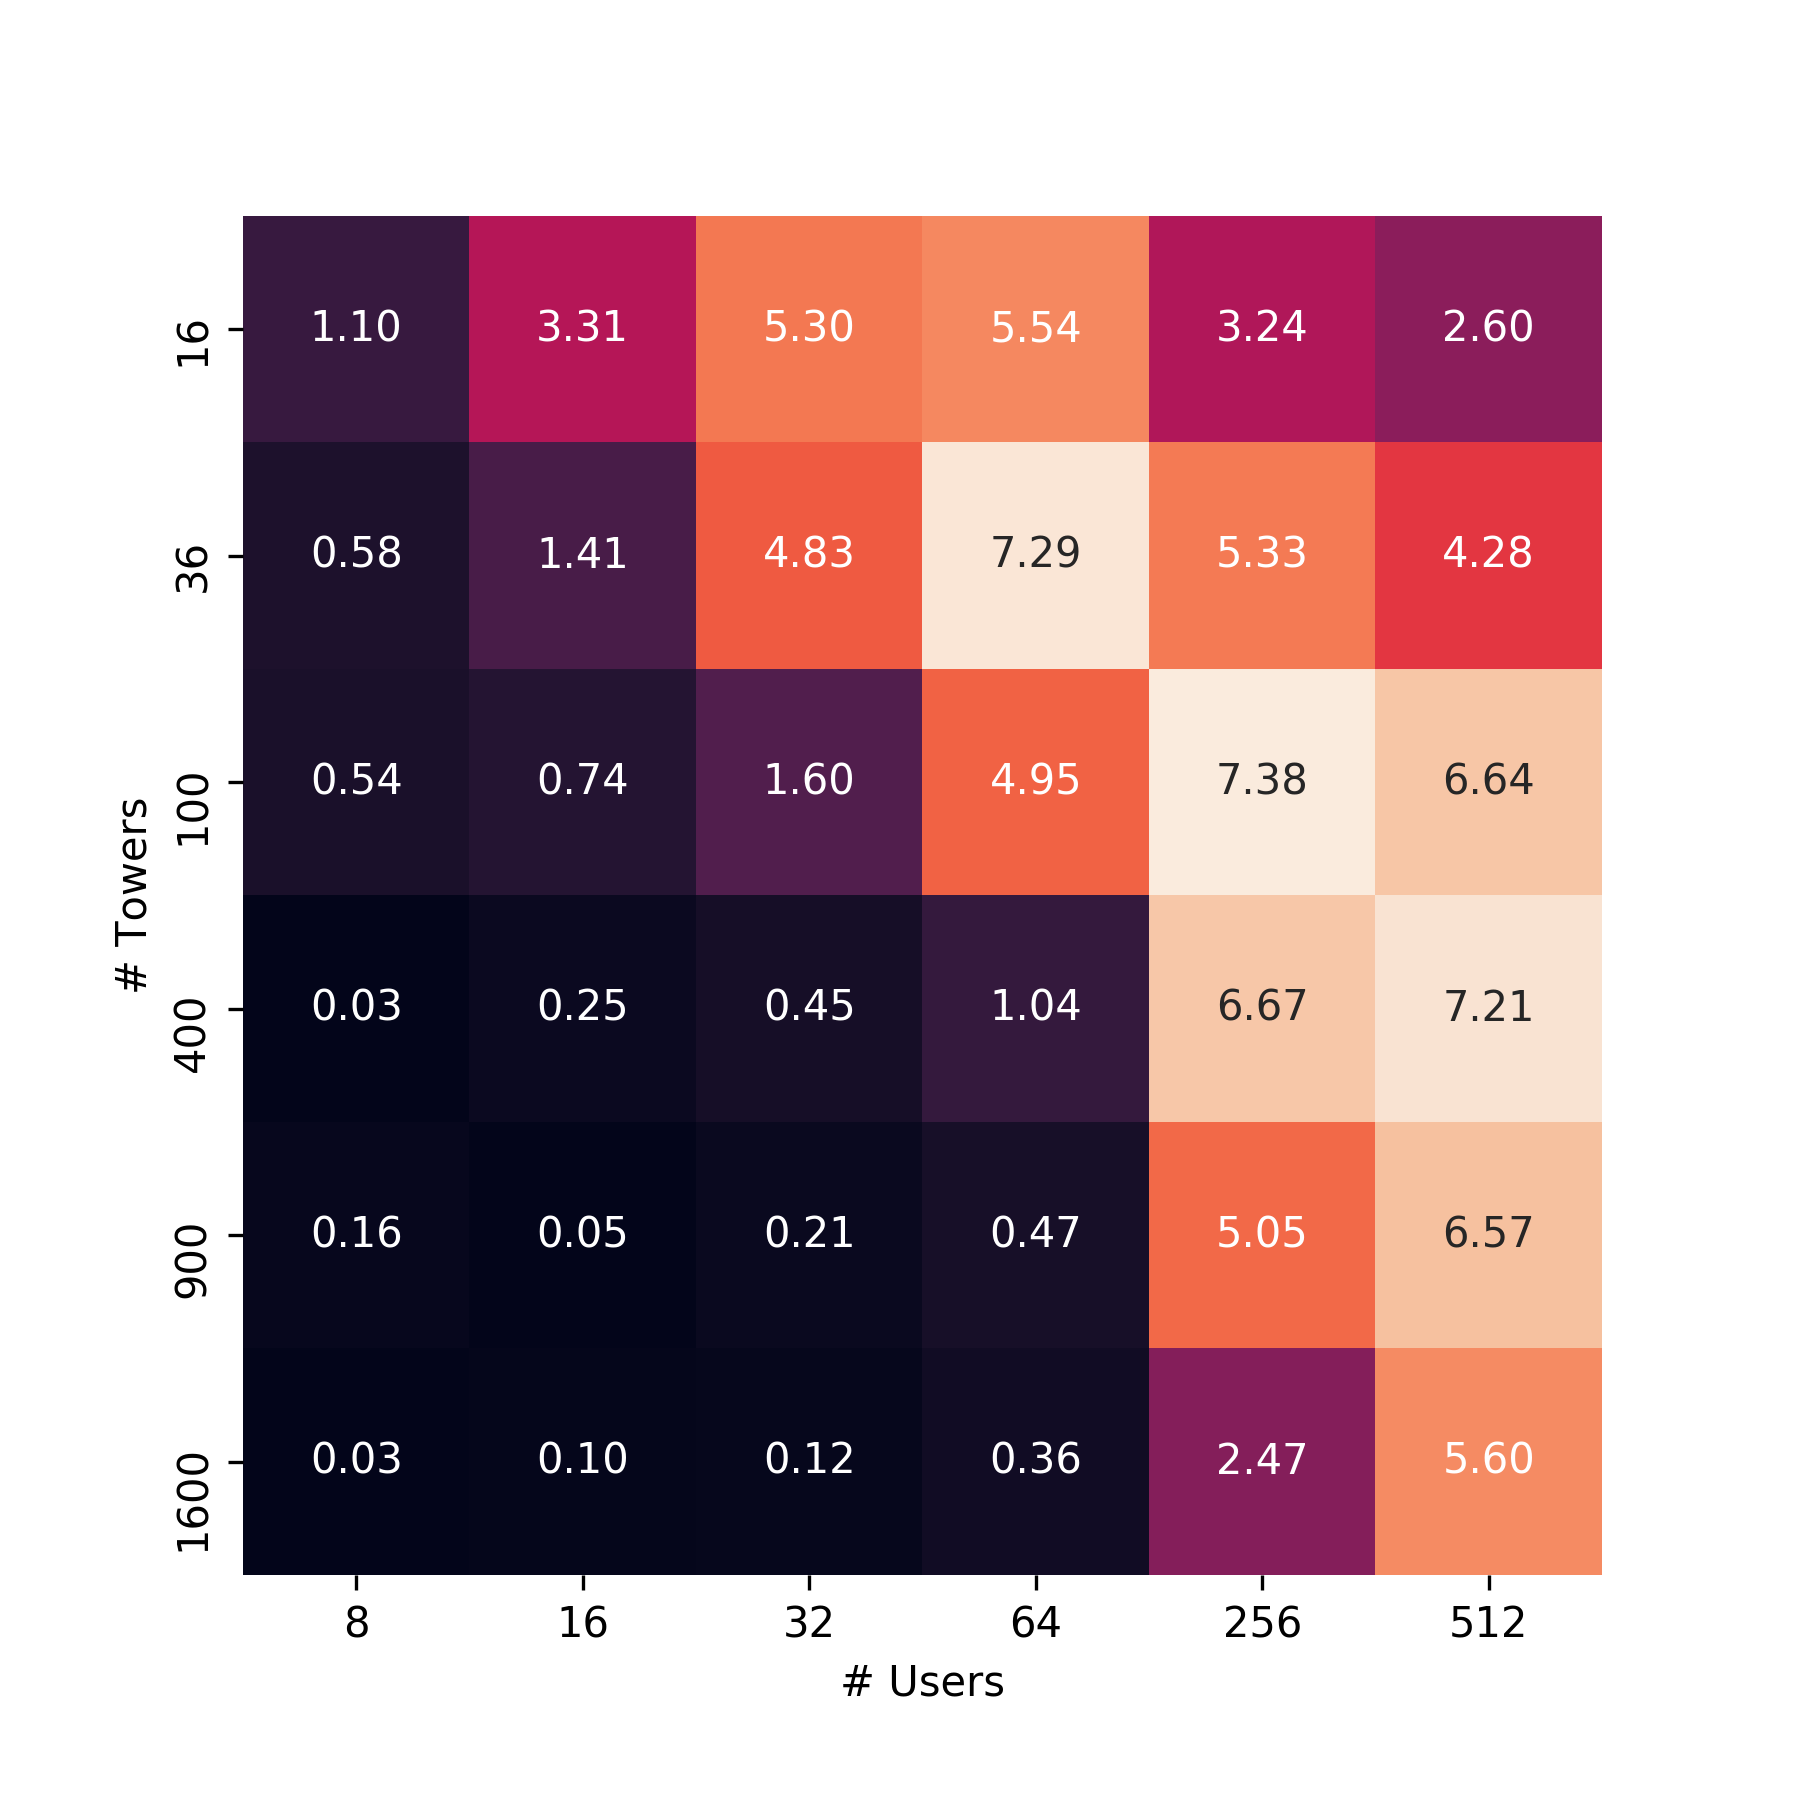 16 1.10 3.31 5.30 5.54 3.24 2.60
36 0.58 1.41 4.83 7.29 5.33 4.28
100 0.54 0.74 1.60 4.95 7.38 6.64
400 0.03 0.25 0.45 1.04 6.67 7.21
900 0.16 0.05 0.21 0.47 5.05 6.57
1600 0.03 0.10 0.12 0.36 2.47 5.60
# Towers
8 16 32 64 256 512
# Users